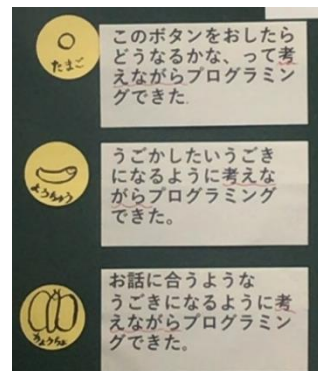 たまご
このボタンをおしたら
どうなるかな、って考
えながらプログラミン
グできた.
ようちゅう
うごかしたいうごき
になるように考えな
がらプログラミング
できた。
ちょうちょ
お話に合うような
うごきになるように考
えながらプログラミン
グできた。